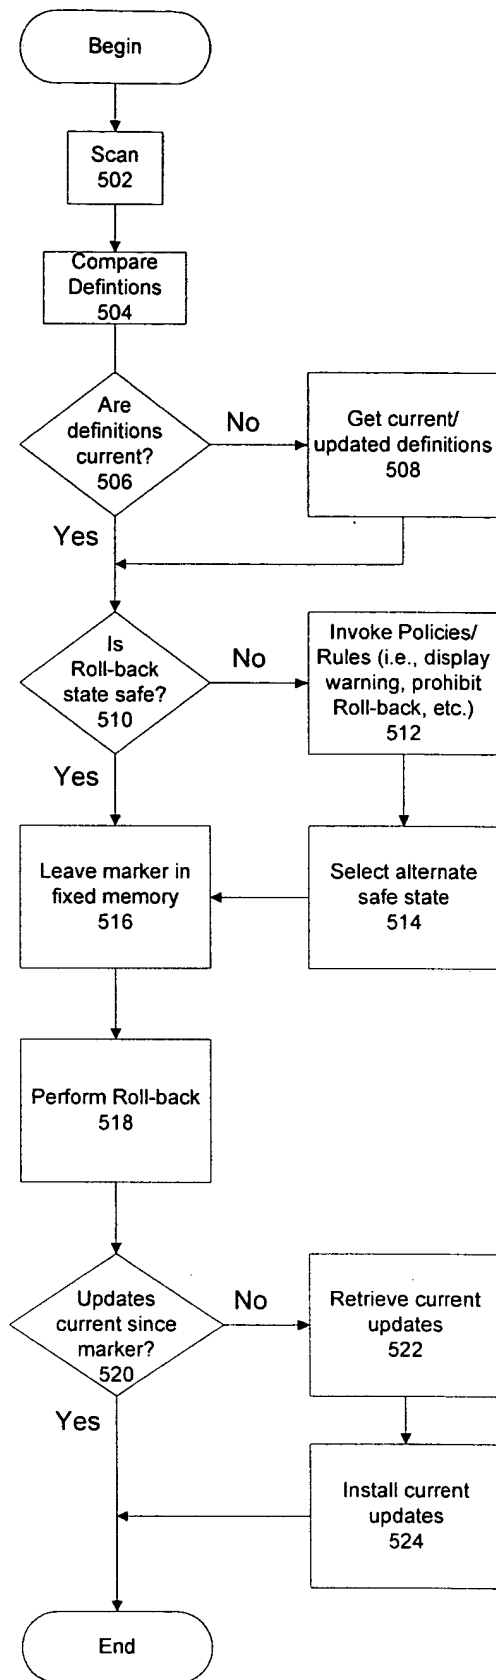 Begin
Scan
502
Compare
Defintions
504
Are
definitions
current?
506
No
Get current/
updated definitions
508
Yes
Is
Roll-back
state safe?
510
No
Invoke Policies/
Rules (i.e., display
warning, prohibit
Roll-back, etc.)
512
Yes
Leave marker in
fixed memory
516
Select alternate
safe state
514
Perform Roll-back
518
Updates
current since
marker?
520
No
Retrieve current
updates
522
Yes
Install current
updates
524
End